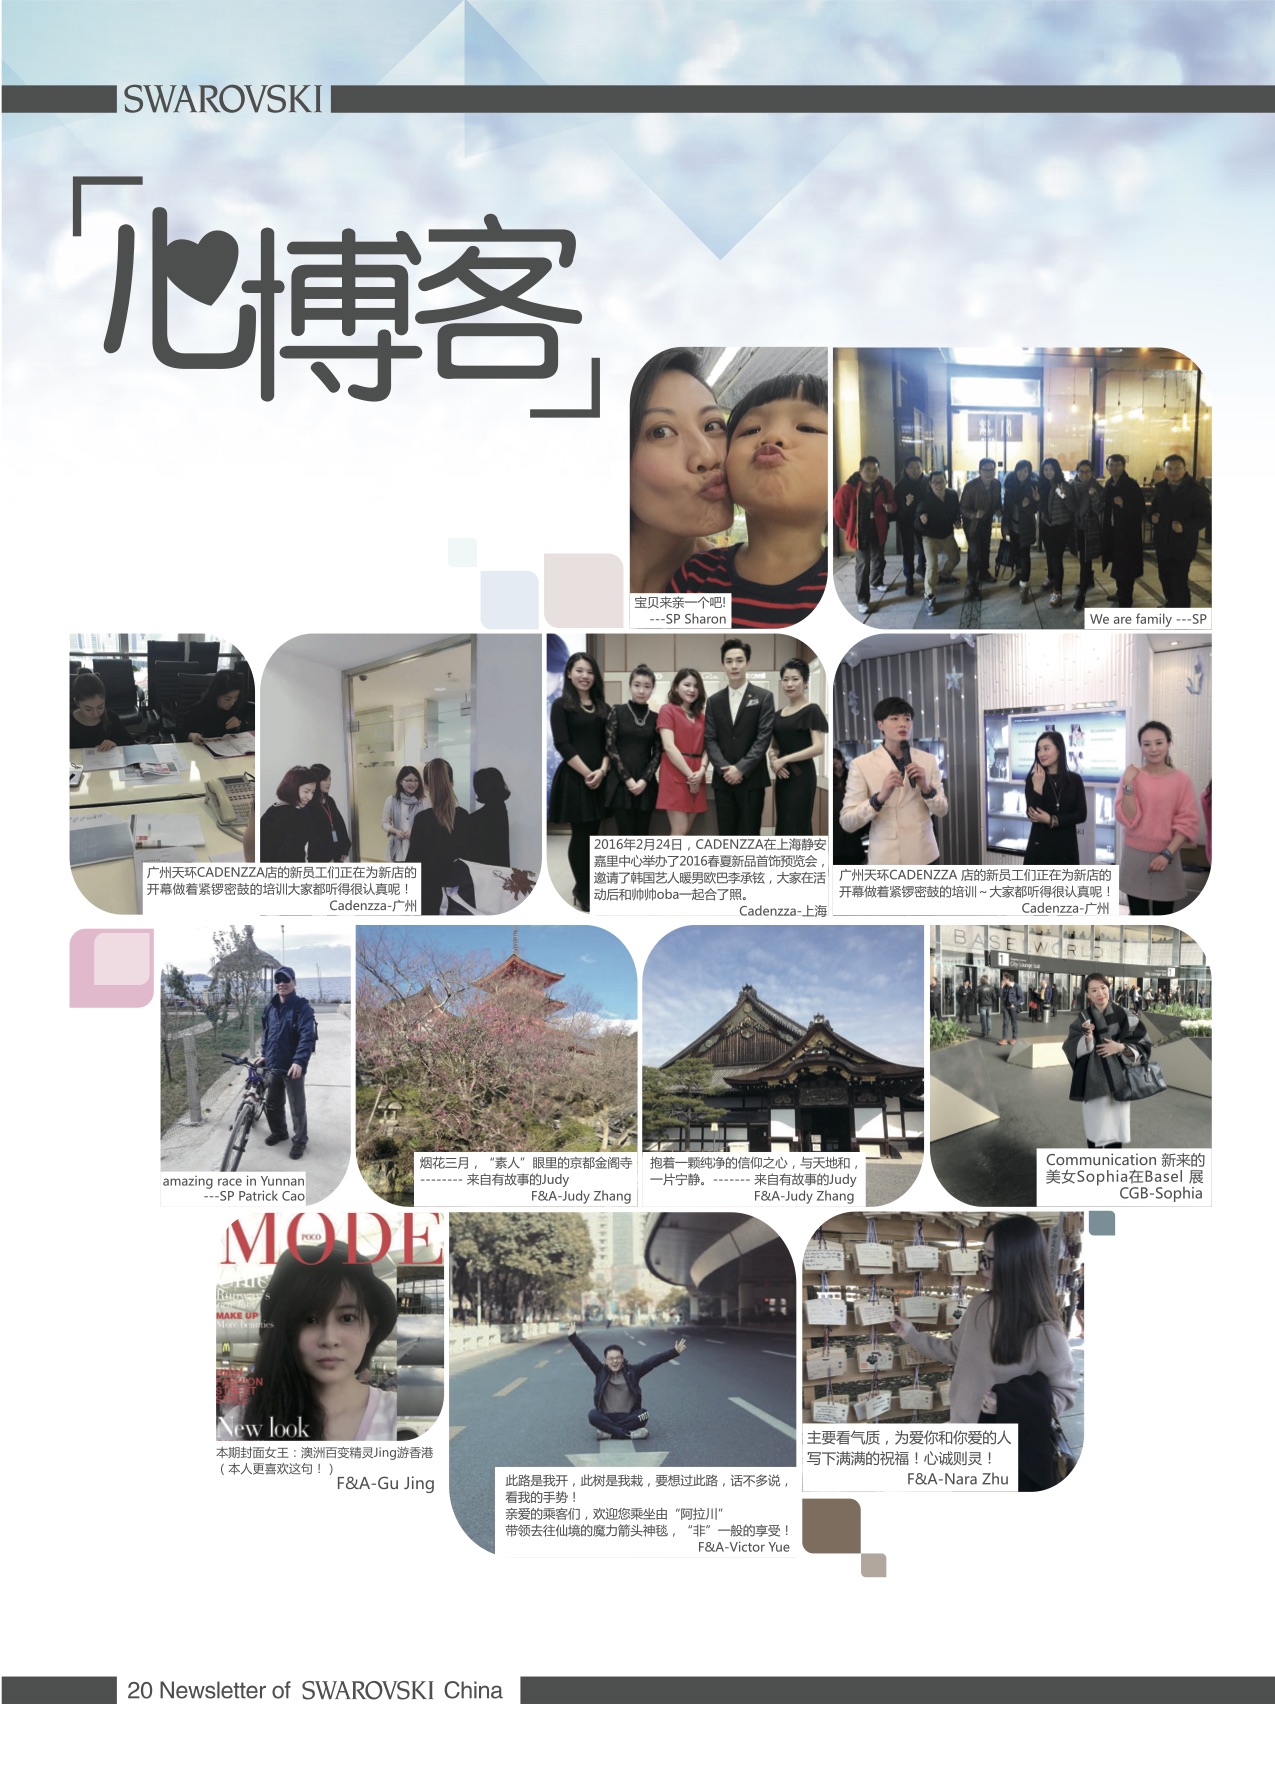 SWAROVSKI
「心博客」
宝贝来亲一个吧!
---SP Sharon
We are family ---SP
广州天环CADENZZA店的新员工们正在为新店的
开幕做着紧锣密鼓的培训大家都听得很认真呢！
Cadenzza-广州
2016年2月24日，CADENZZA在上海静安
嘉里中心举办了2016春夏新品首饰预览会，
邀请了韩国艺人暖男欧巴李承铉，大家在活
动后和帅帅oba一起合了照。
Cadenzza-上海
广州天环CADENZZA 店的新员工们正在为新店的
开幕做着紧锣密鼓的培训～大家都听得很认真呢！
Cadenzza-广州
amazing race in Yunnan
---SP Patrick Cao
烟花三月，“素人”眼里的京都金阁寺
-------- 来自有故事的Judy
F&A-Judy Zhang
抱着一颗纯净的信仰之心，与天地和，
一片宁静。------- 来自有故事的Judy
F&A-Judy Zhang
BASELWORLD
Communication 新来的
美女Sophia在Basel 展
CGB-Sophia
MODE
POCO
MAKE UP
More beauties
New look
本期封面女王：澳洲百变精灵Jing游香港
（本人更喜欢这句！）
F&A-Gu Jing
此路是我开，此树是我栽，要想过此路，话不多说，
看我的手势！
亲爱的乘客们，欢迎您乘坐由“阿拉川”
带领去往仙境的魔力箭头神毯，“非”一般的享受！
F&A-Victor Yue
主要看气质，为爱你和你爱的人
写下满满的祝福！心诚则灵！
F&A-Nara Zhu
20 Newsletter of SWAROVSKI China